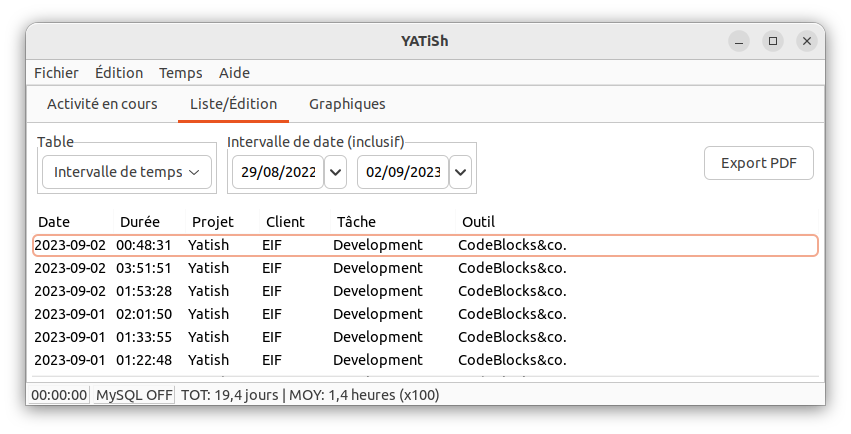 YATiSh
Fichier Édition Temps Aide
Activité en cours Liste/Édition Graphiques
Table Intervalle de date (inclusif)
Intervalle de temps 29/08/2022 02/09/2023 Export PDF
Date Durée Projet Client Tâche Outil
2023-09-02 00:48:31 Yatish EIF Development CodeBlocks&co.
2023-09-02 03:51:51 Yatish EIF Development CodeBlocks&co.
2023-09-02 01:53:28 Yatish EIF Development CodeBlocks&co.
2023-09-01 02:01:50 Yatish EIF Development CodeBlocks&co.
2023-09-01 01:33:55 Yatish EIF Development CodeBlocks&co.
2023-09-01 01:22:48 Yatish EIF Development CodeBlocks&co.
00:00:00 MySQL OFF TOT: 19,4 jours | MOY: 1,4 heures (x100)